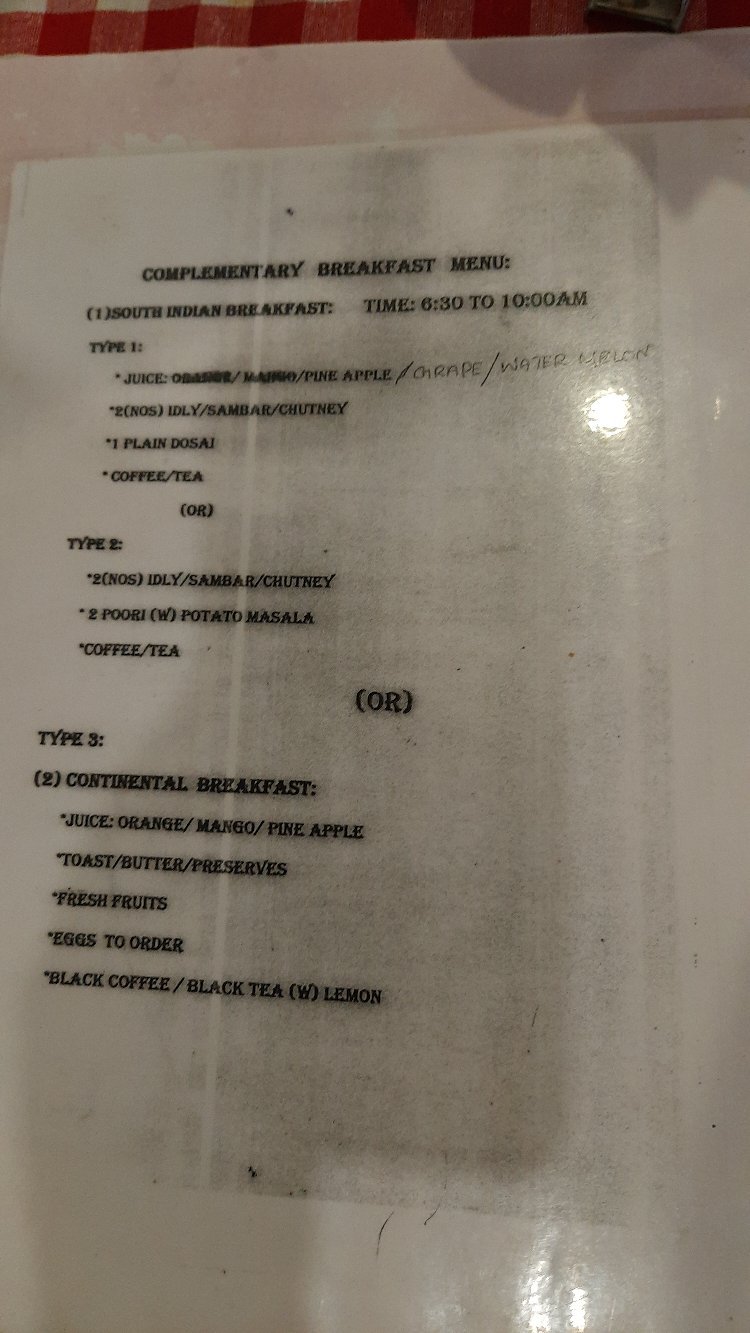 COMPLEMENTARY BREAKFAST MENU:
(1)SOUTH INDIAN BREAKFAST: TIME: 6:30 TO 10:00AM
TYPE 1:
* JUICE: ORANGE/ MANGO/PINE APPLE /GRAPE/WATER MELON
*2(NOS) IDLY/SAMBAR/CHUTNEY
*1 PLAIN DOSAI
* COFFEE/TEA
(OR)
TYPE 2:
*2(NOS) IDLY/SAMBAR/CHUTNEY
* 2 POORI (W) POTATO MASALA
*COFFEE/TEA
(OR)
TYPE 3:
(2) CONTINENTAL BREAKFAST:
*JUICE: ORANGE/ MANGO/ PINE APPLE
*TOAST/BUTTER/PRESERVES
*FRESH FRUITS
*EGGS TO ORDER
*BLACK COFFEE / BLACK TEA (W) LEMON